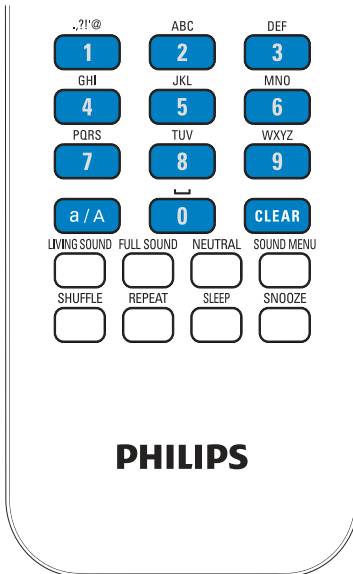 .,?!'@ ABC DEF
1 2 3
GHI JKL MNO
4 5 6
PQRS TUV WXYZ
7 8 9
a/A 0 CLEAR
LIVING SOUND FULL SOUND NEUTRAL SOUND MENU
SHUFFLE REPEAT SLEEP SNOOZE
PHILIPS